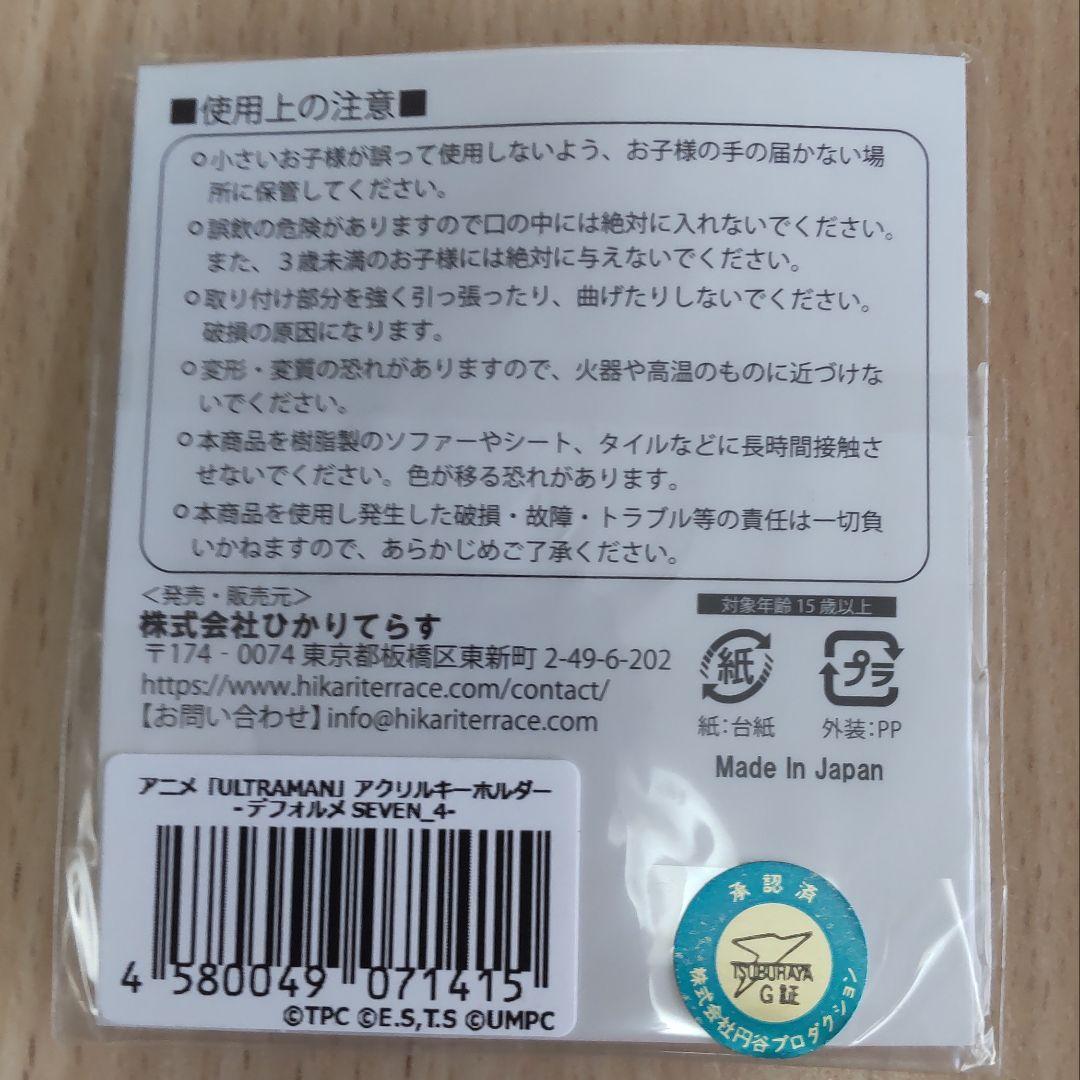 ■使用上の注意■
○小さいお子様が誤って使用しないよう、お子様の手の届かない場
所に保管してください。
○誤飲の危険がありますので口の中には絶対に入れないでください。
また、3歳未満のお子様には絶対に与えないでください。
○取り付け部分を強く引っ張ったり、曲げたりしないでください。
破損の原因になります。
○変形・変質の恐れがありますので、火器や高温のものに近づけな
いでください。
○本商品を樹脂製のソファーやシート、タイルなどに長時間接触さ
せないでください。色が移る恐れがあります。
○本商品を使用し発生した破損・故障・トラブル等の責任は一切負
いかねますので、あらかじめご了承ください。
＜発売・販売元＞
株式会社ひかりてらす
〒174‐0074 東京都板橋区東新町 2-49-6-202
https://www.hikariterrace.com/contact/
【お問い合わせ】info@hikariterrace.com
対象年齢 15 歳以上
紙
プラ
紙：台紙
外装：PP
Made In Japan
アニメ「ULTRAMAN」アクリルキーホルダー
-デフォルメ SEVEN_4-
4 580049 071415
©TPC ©E.S,T.S ©UMPC
承認済
TSUBURAYA
G 証
株式会社円谷プロダクション